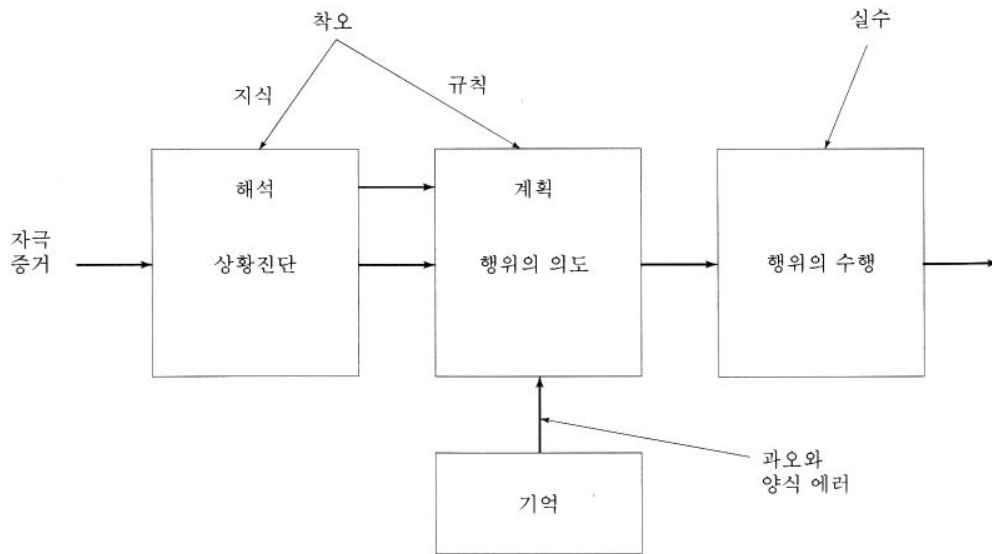 착오
실수
지식
규칙
해석
계획
자극
증거
상황진단
행위의 의도
행위의 수행
과오와
양식 에러
기억